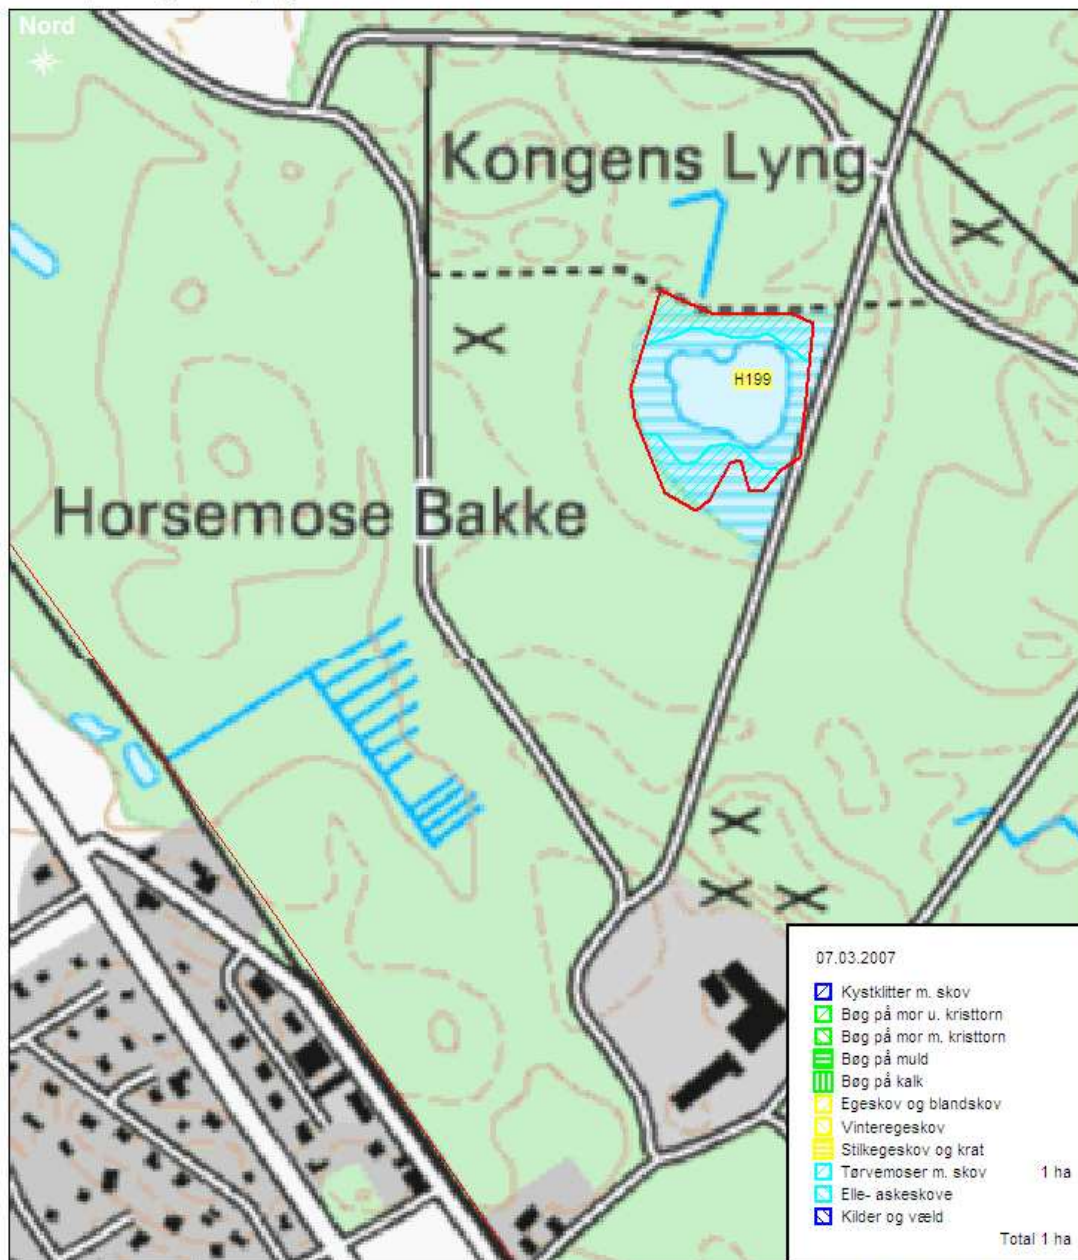 Nord
Kongens Lyng
H199
Horsemose Bakke
07.03.2007
Kystklitter m. skov
Bøg på mor u. kristtorn
Bøg på mor m. kristtorn
Bøg på muld
Bøg på kalk
Egeskov og blandskov
Vinteregeskov
Stilkegeskov og krat
Tørvemoser m. skov 1 ha
Elle- askeskove
Kilder og væld
Total 1 ha